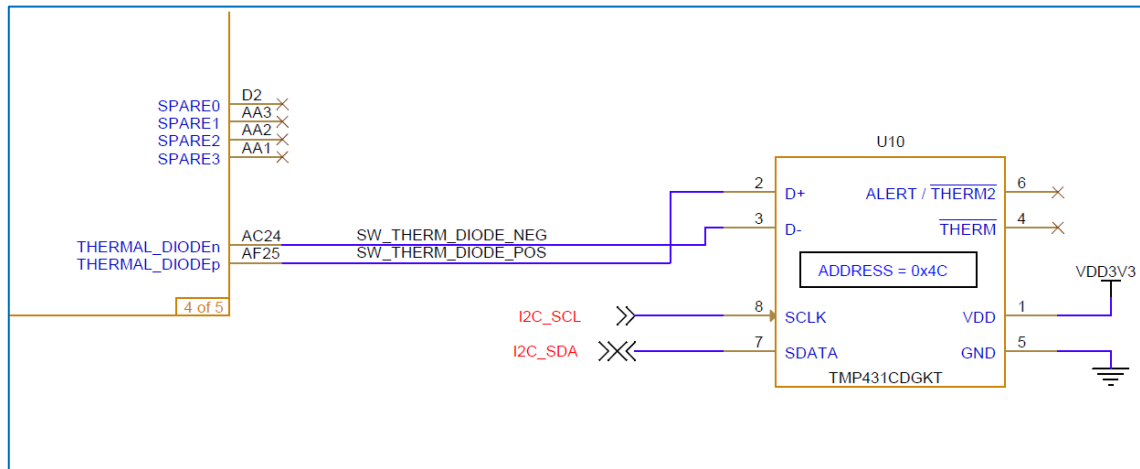 SPARE0 D2
SPARE1 AA3
SPARE2 AA2
SPARE3 AA1
THERMAL_DIODEn AC24 SW_THERM_DIODE_NEG
THERMAL_DIODEp AF25 SW_THERM_DIODE_POS
4 of 5
U10
2 D+ ALERT / THERM2 6
3 D- THERM 4
ADDRESS = 0x4C
VDD3V3
I2C_SCL 8 SCLK VDD 1
I2C_SDA 7 SDATA GND 5
TMP431CDGKT